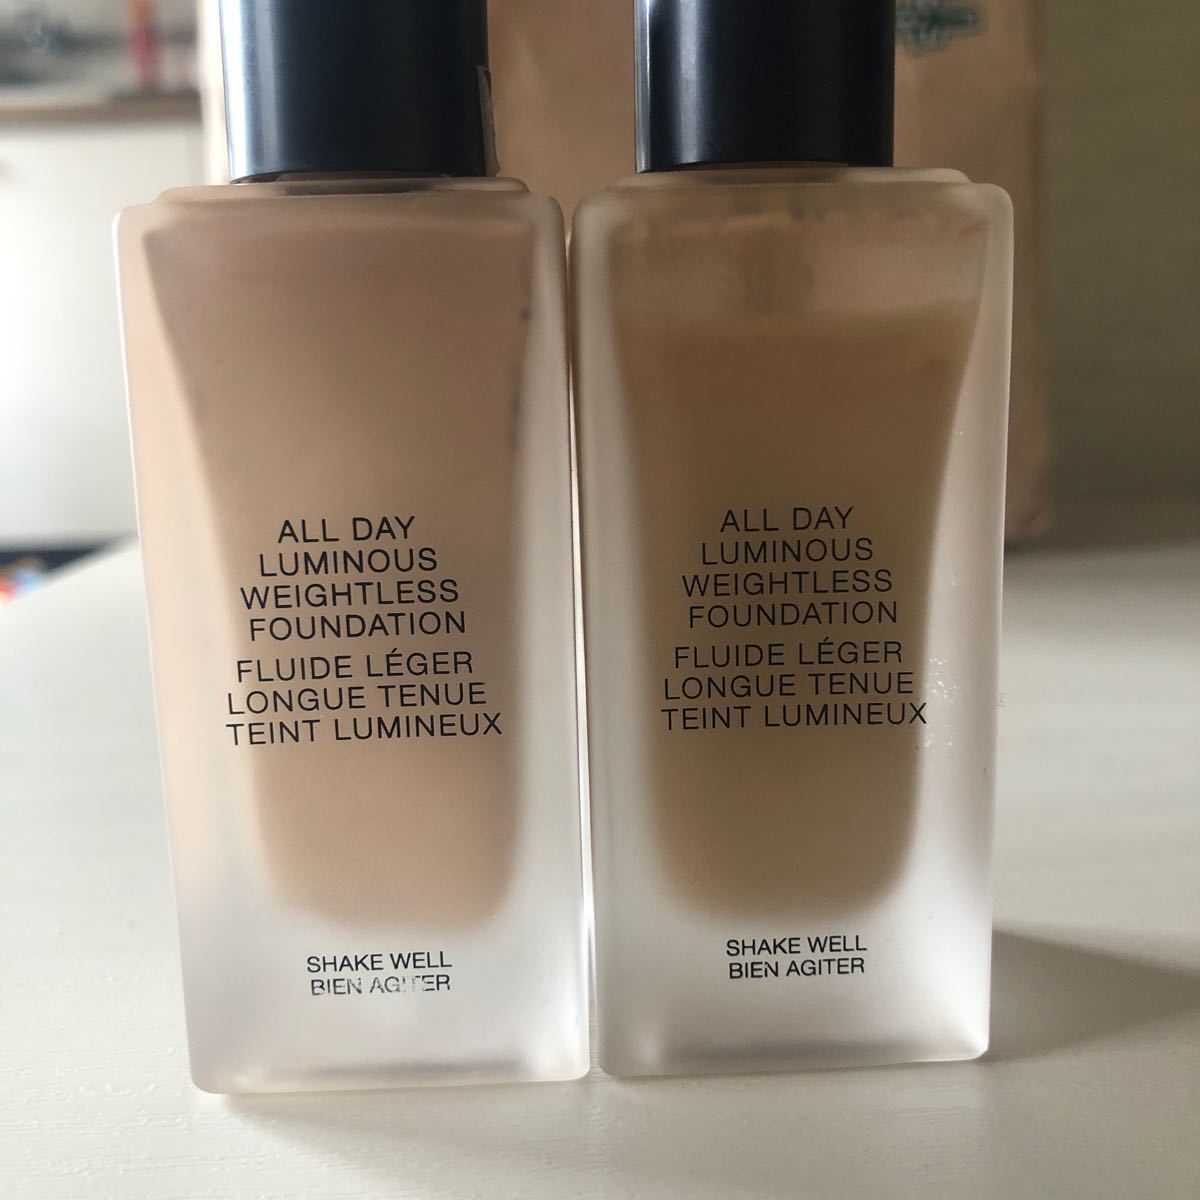 ALL DAY
LUMINOUS
WEIGHTLESS
FOUNDATION
FLUIDE LÉGER
LONGUE TENUE
TEINT LUMINEUX
SHAKE WELL
BIEN AGITER
ALL DAY
LUMINOUS
WEIGHTLESS
FOUNDATION
FLUIDE LÉGER
LONGUE TENUE
TEINT LUMINEUX
SHAKE WELL
BIEN AGITER